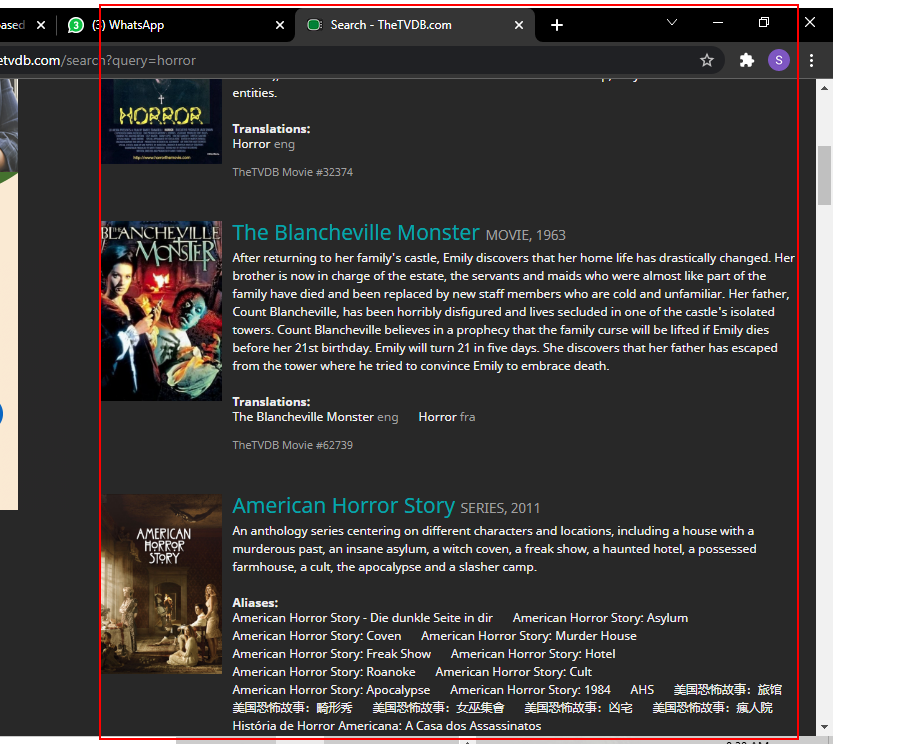 ased
3
(3) WhatsApp
Search - TheTVDB.com
etvdb.com/search?query=horror
S
entities.
HORROR
http://www.horrorthemovie.com
Translations:
Horror eng
TheTVDB Movie #32374
BLANCHEVILLE
MONSTER
The Blancheville Monster MOVIE, 1963
After returning to her family's castle, Emily discovers that her home life has drastically changed. Her
brother is now in charge of the estate, the servants and maids who were almost like part of the
family have died and been replaced by new staff members who are cold and unfamiliar. Her father,
Count Blancheville, has been horribly disfigured and lives secluded in one of the castle's isolated
towers. Count Blancheville believes in a prophecy that the family curse will be lifted if Emily dies
before her 21st birthday. Emily will turn 21 in five days. She discovers that her father has escaped
from the tower where he tried to convince Emily to embrace death.
Translations:
The Blancheville Monster eng Horror fra
TheTVDB Movie #62739
AMERICAN
HORROR
STORY
American Horror Story SERIES, 2011
An anthology series centering on different characters and locations, including a house with a
murderous past, an insane asylum, a witch coven, a freak show, a haunted hotel, a possessed
farmhouse, a cult, the apocalypse and a slasher camp.
Aliases:
American Horror Story - Die dunkle Seite in dir American Horror Story: Asylum
American Horror Story: Coven American Horror Story: Murder House
American Horror Story: Freak Show American Horror Story: Hotel
American Horror Story: Roanoke American Horror Story: Cult
American Horror Story: Apocalypse American Horror Story: 1984 AHS 美国恐怖故事：旅馆
美国恐怖故事：畸形秀 美国恐怖故事：女巫集會 美国恐怖故事：凶宅 美国恐怖故事：瘋人院
História de Horror Americana: A Casa dos Assassinatos